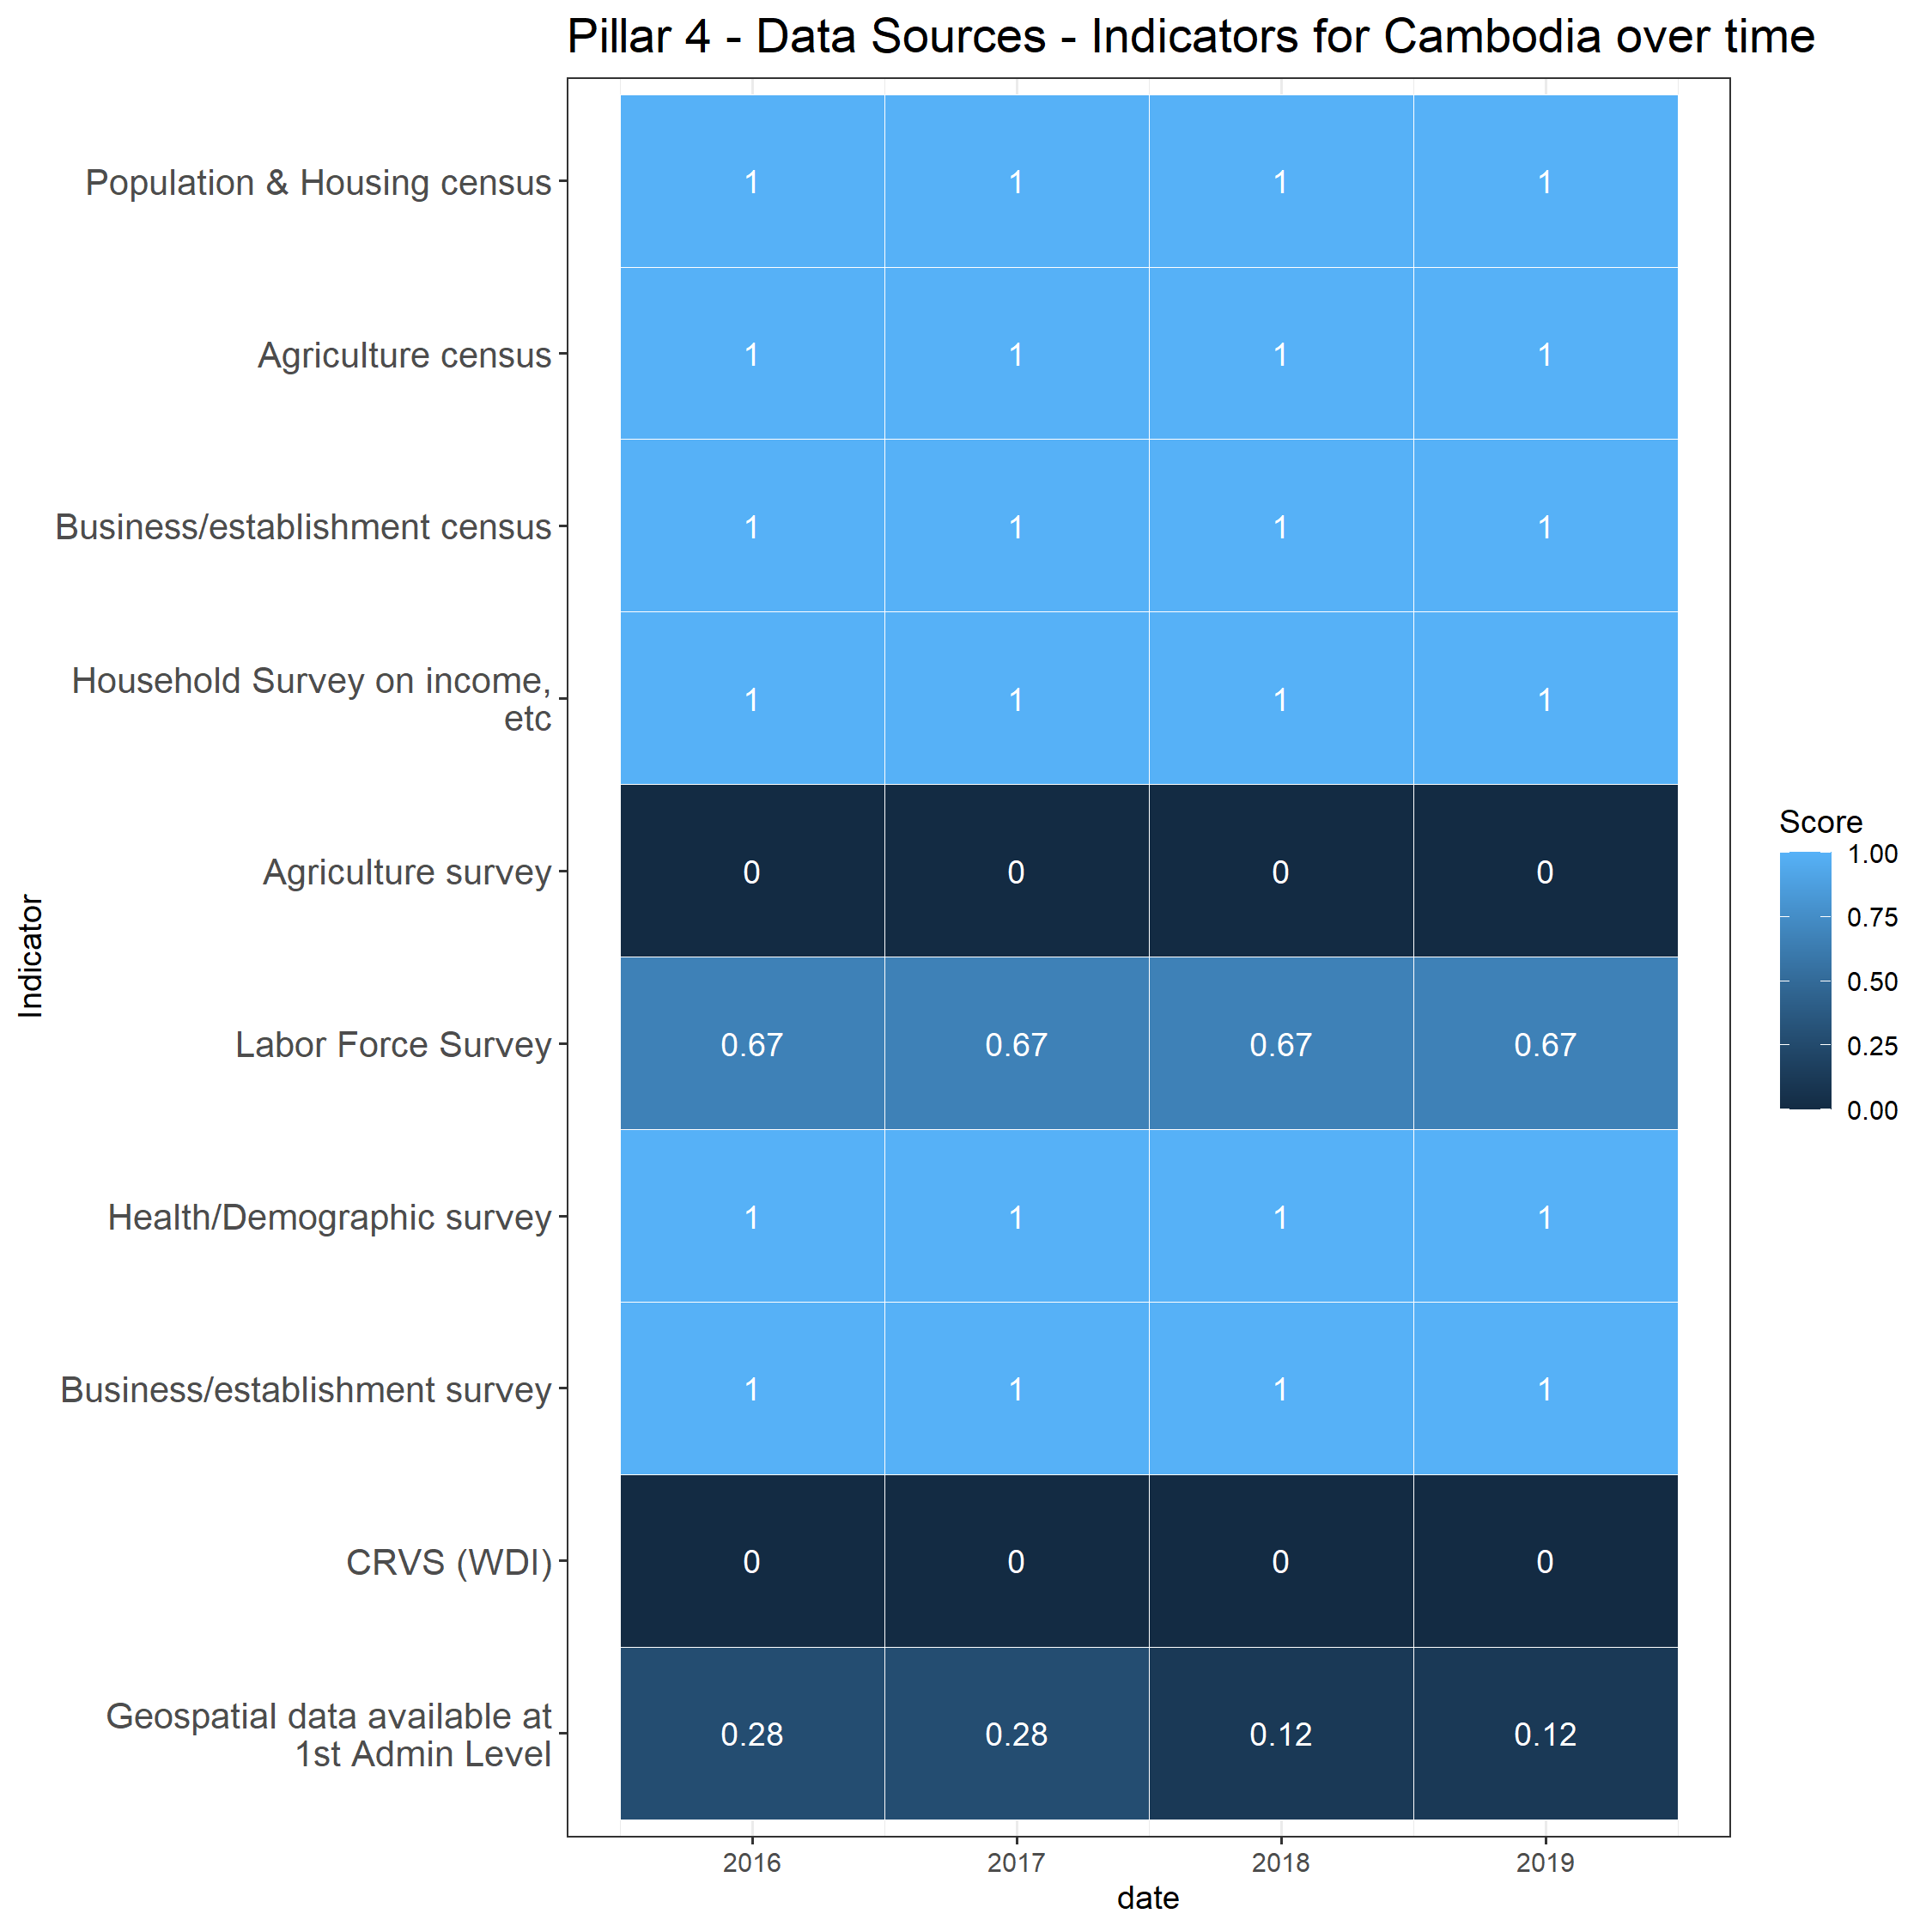 Pillar 4 - Data Sources - Indicators for Cambodia over time
Indicator
Population & Housing census
1 1 1 1
Agriculture census
1 1 1 1
Business/establishment census
1 1 1 1
Household Survey on income,
etc
1 1 1 1
Agriculture survey
0 0 0 0
Labor Force Survey
0.67 0.67 0.67 0.67
Health/Demographic survey
1 1 1 1
Business/establishment survey
1 1 1 1
CRVS (WDI)
0 0 0 0
Geospatial data available at
1st Admin Level
0.28 0.28 0.12 0.12
2016 2017 2018 2019
date
Score
1.00
0.75
0.50
0.25
0.00